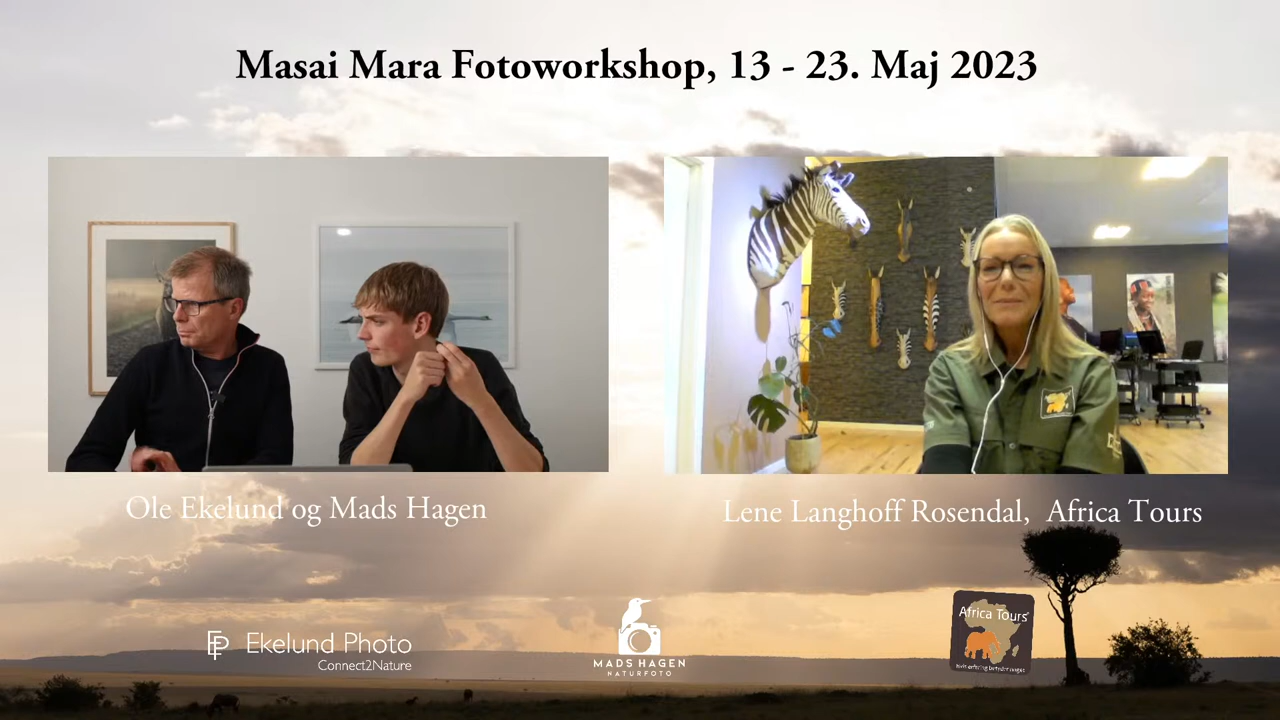 Masai Mara Fotoworkshop, 13 - 23. Maj 2023
Ole Ekelund og Mads Hagen
Lene Langhoff Rosendal, Africa Tours
EP Ekelund Photo
Connect2Nature
MADS HAGEN
NATURFOTO
Africa Tours